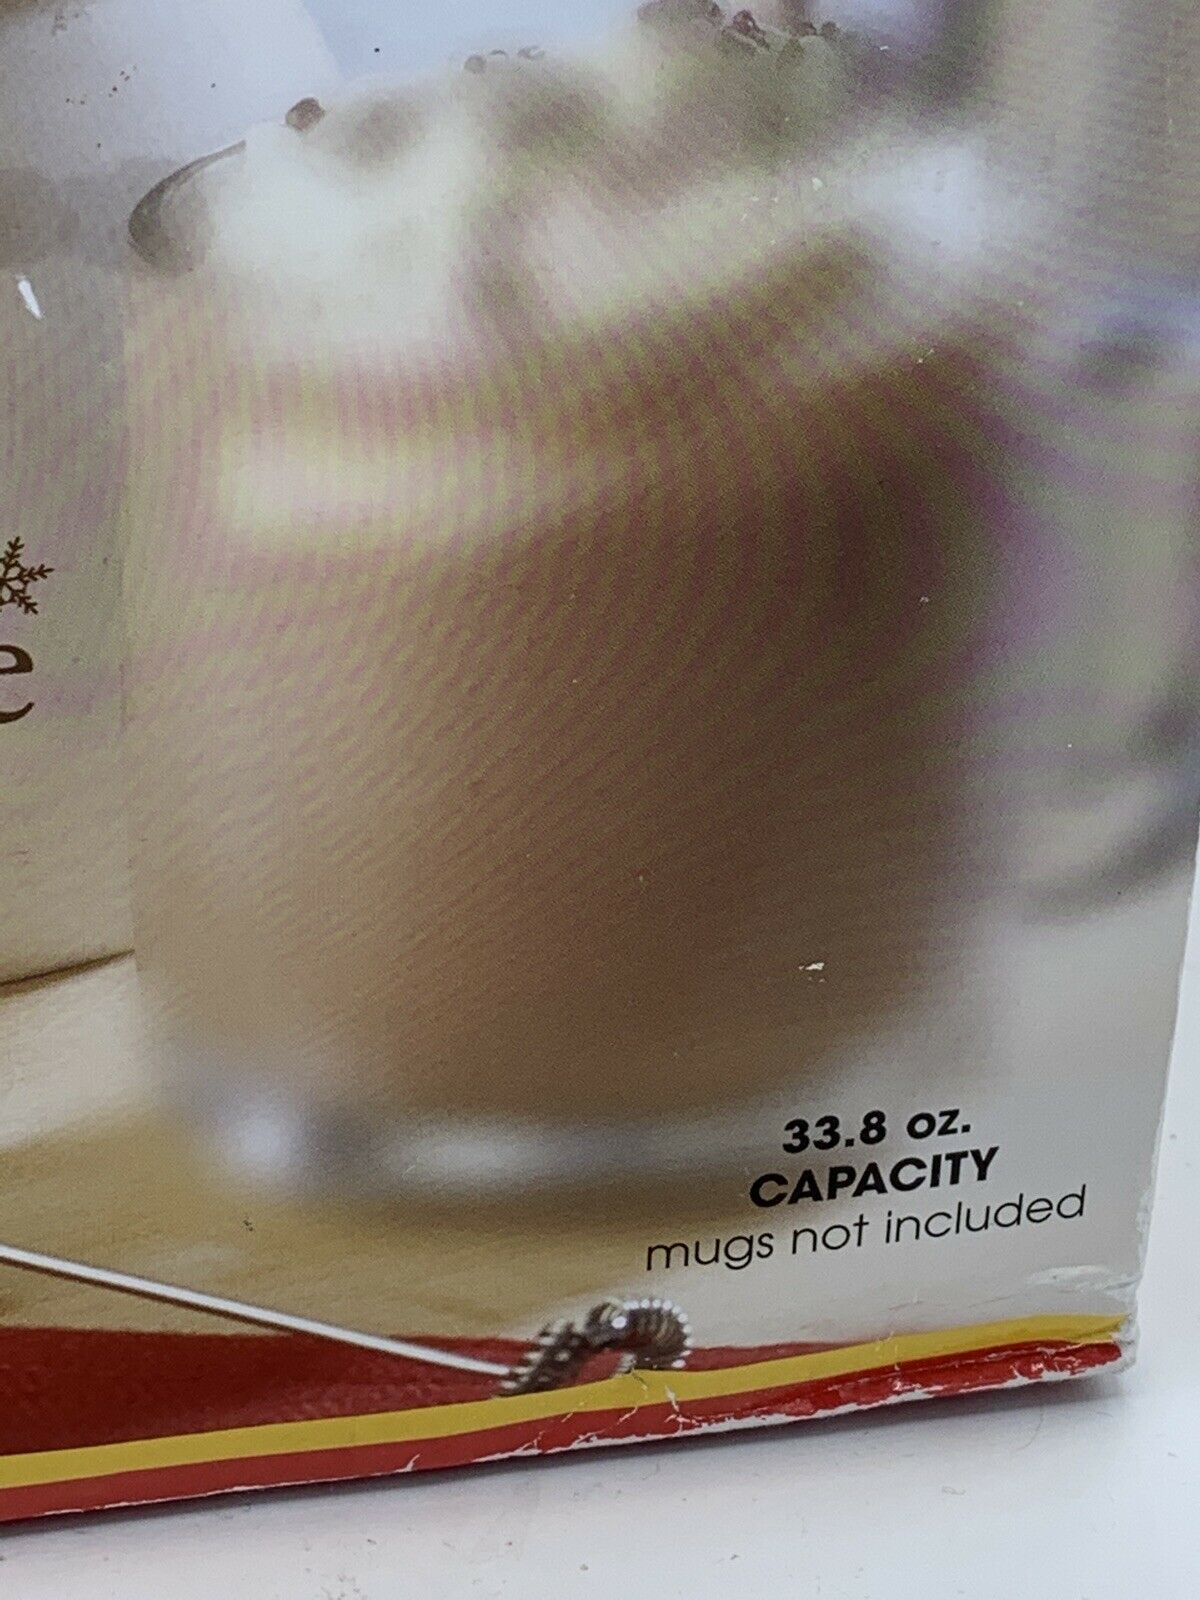 e
33.8 oz.
CAPACITY
mugs not included